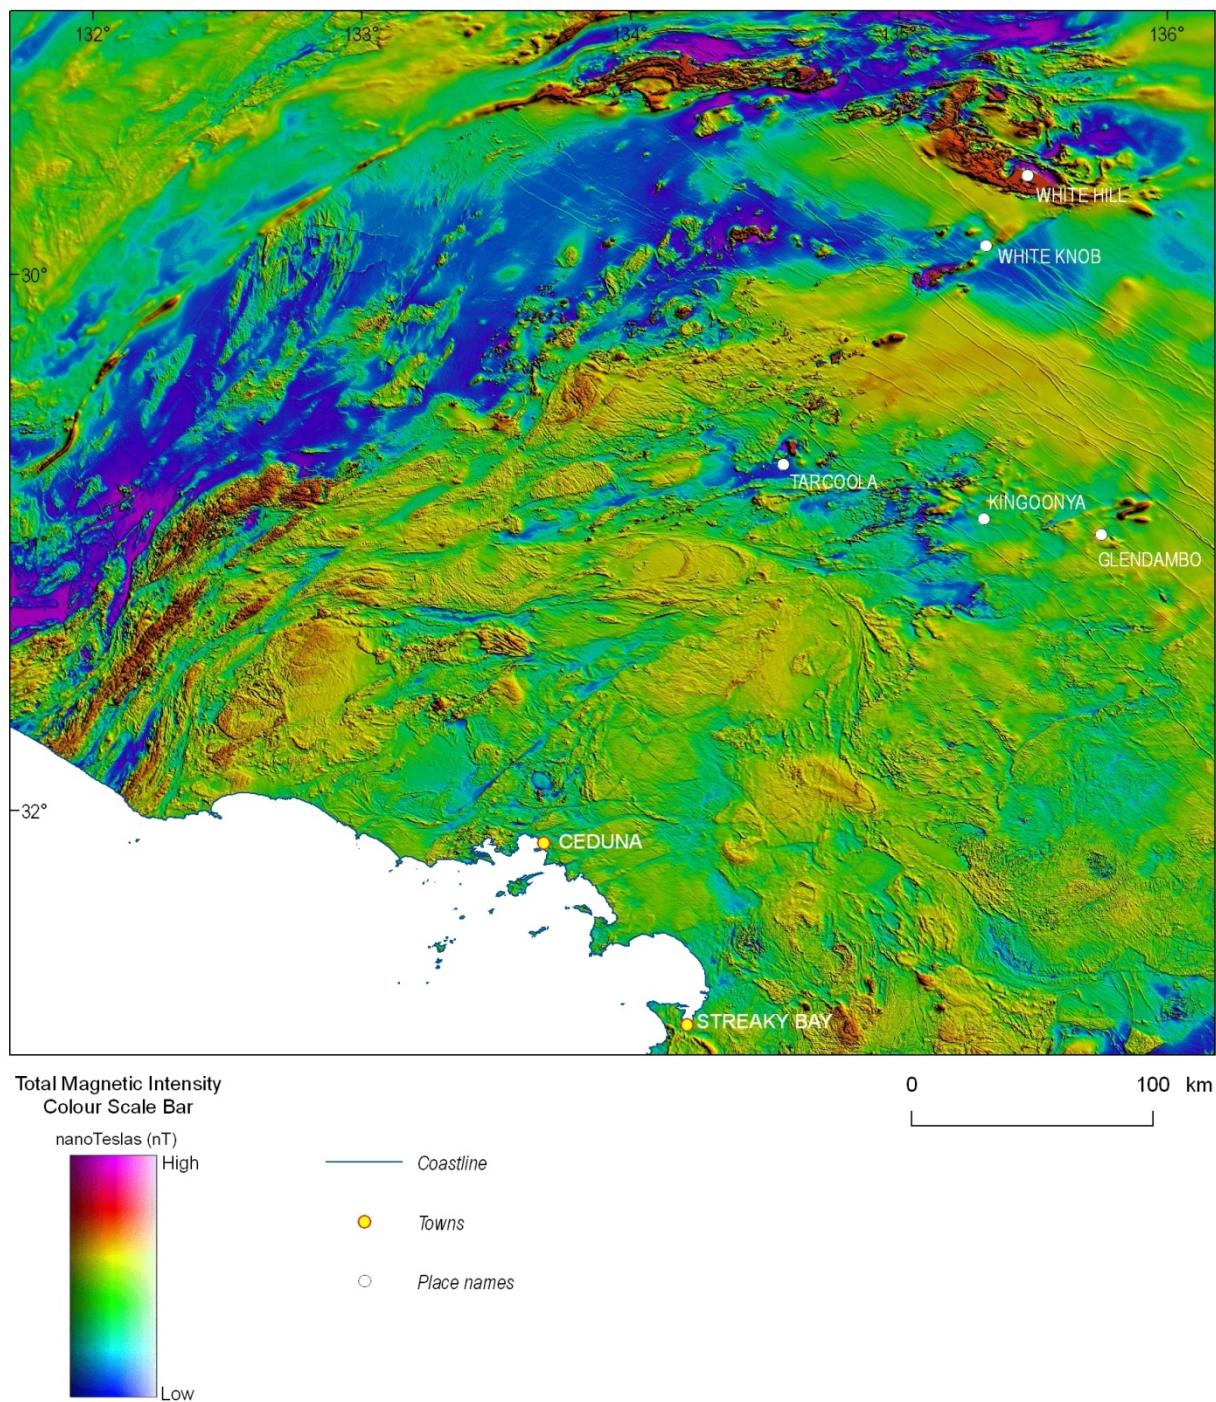 132° 133° 134° 135° 136°
WHITE HILL
WHITE KNOB
30°
TARCOOLA
KINGOONYA
GLENDAMBO
32°
CEDUNA
STREAKY BAY
Total Magnetic Intensity
Colour Scale Bar
nanoTeslas (nT)
High
Low
Coastline
Towns
Place names
0 100 km